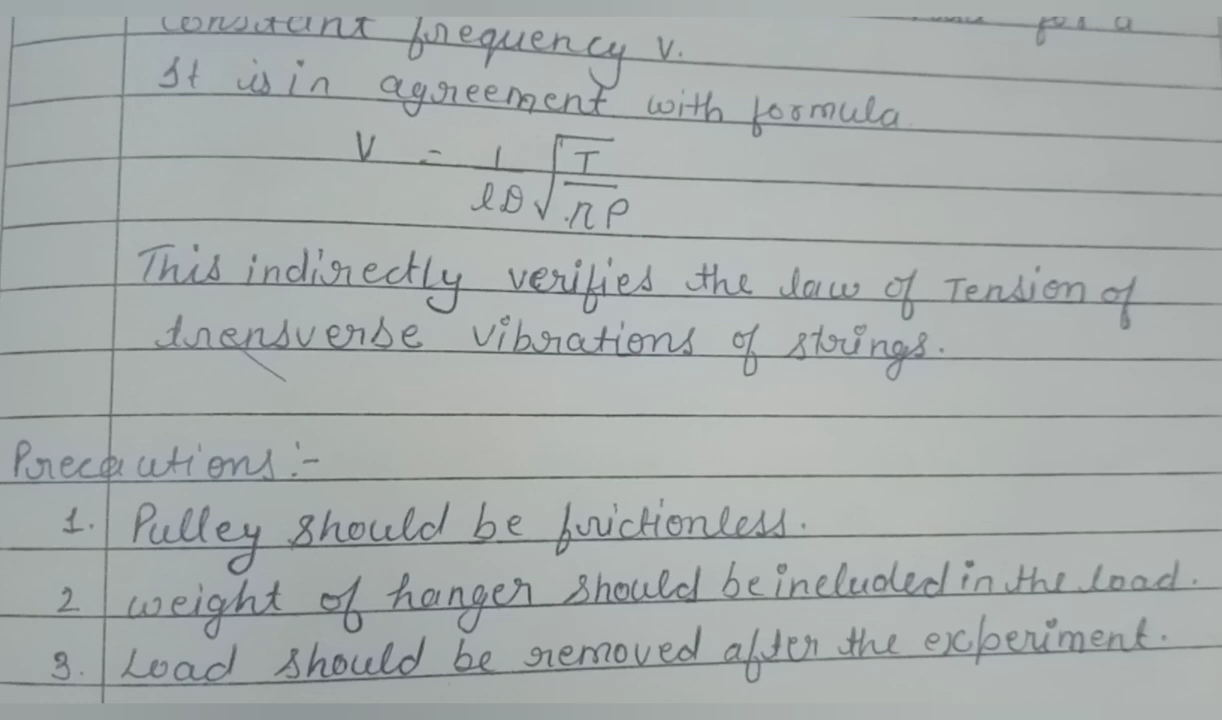 constant frequency v. for a
It is in agreement with formula
V = 1/lD √T/πρ
This indirectly verifies the law of Tension of
trensverse vibrations of strings.
Precautions :-
1. Pulley should be frictionless.
2 weight of hanger should be included in the load.
3. Load should be removed after the experiment.